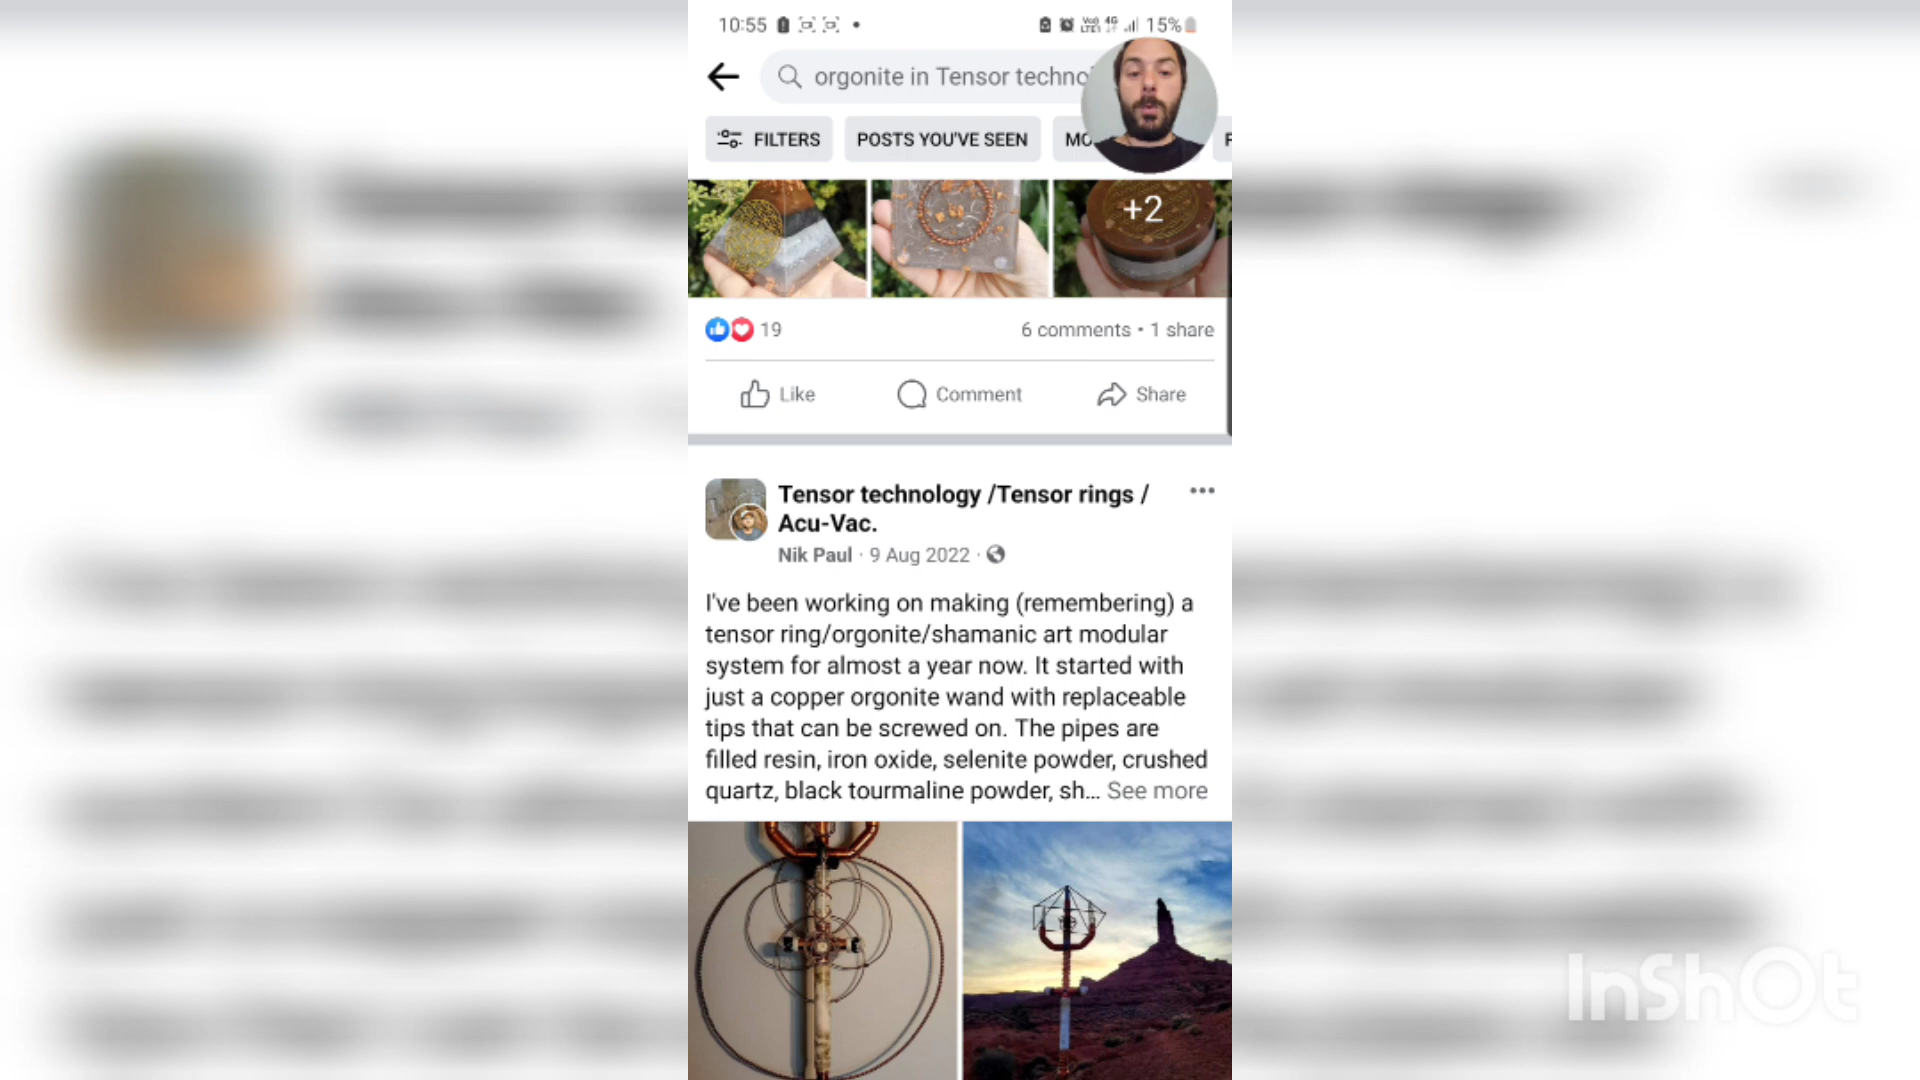 10:55
Vo) 4G
LTE1
15%
orgonite in Tensor techno
FILTERS
POSTS YOU'VE SEEN
MO
+2
19
6 comments • 1 share
Like
Comment
Share
Tensor technology /Tensor rings /
Acu-Vac.
Nik Paul · 9 Aug 2022 ·
I've been working on making (remembering) a
tensor ring/orgonite/shamanic art modular
system for almost a year now. It started with
just a copper orgonite wand with replaceable
tips that can be screwed on. The pipes are
filled resin, iron oxide, selenite powder, crushed
quartz, black tourmaline powder, sh... See more
InShOt